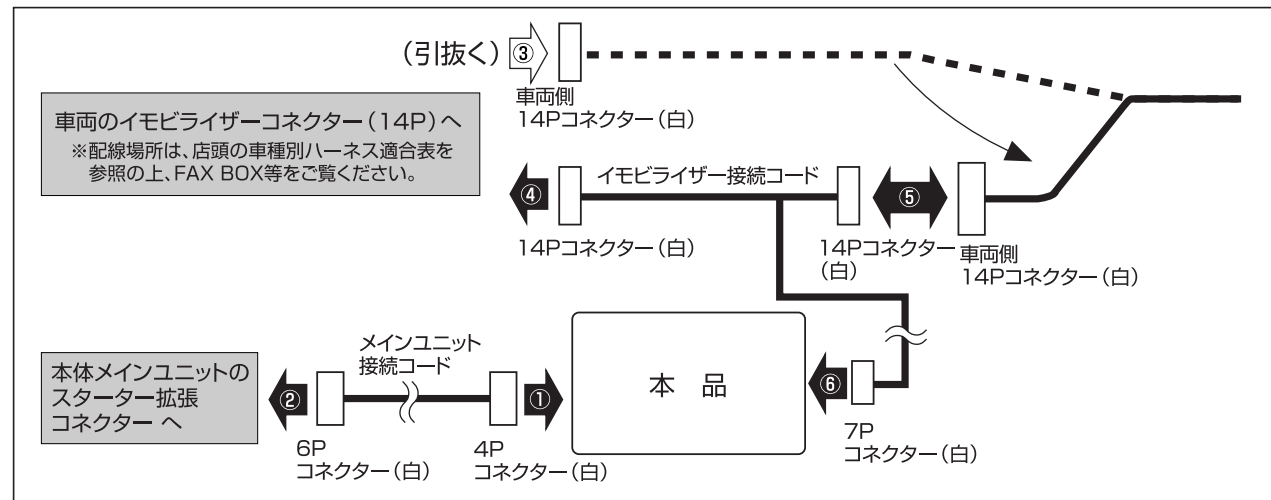 (引抜く) ③
車両側
14Pコネクター(白)
車両のイモビライザーコネクター(14P)へ
※配線場所は、店頭の車種別ハーネス適合表を
参照の上、FAX BOX等をご覧ください。
イモビライザー接続コード
④
⑤
14Pコネクター(白)
14Pコネクター
(白)
車両側
14Pコネクター(白)
本体メインユニットの
スターター拡張
コネクター へ
メインユニット
接続コード
②
①
本 品
⑥
6P
コネクター(白)
4P
コネクター(白)
7P
コネクター(白)